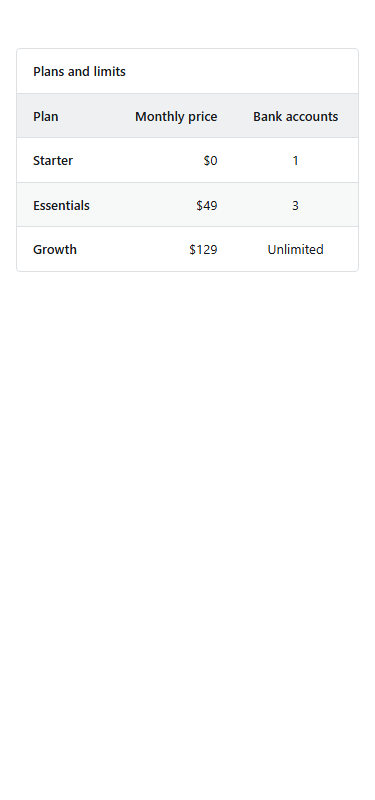 Plans and limits
Plan Monthly price Bank accounts
Starter $0 1
Essentials $49 3
Growth $129 Unlimited